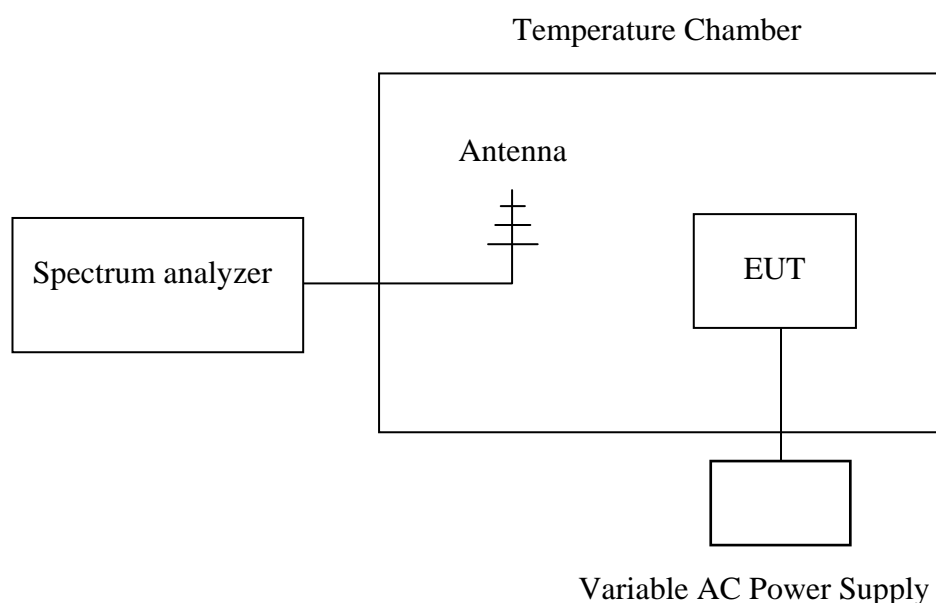 Temperature Chamber
Antenna
Spectrum analyzer
EUT
Variable AC Power Supply